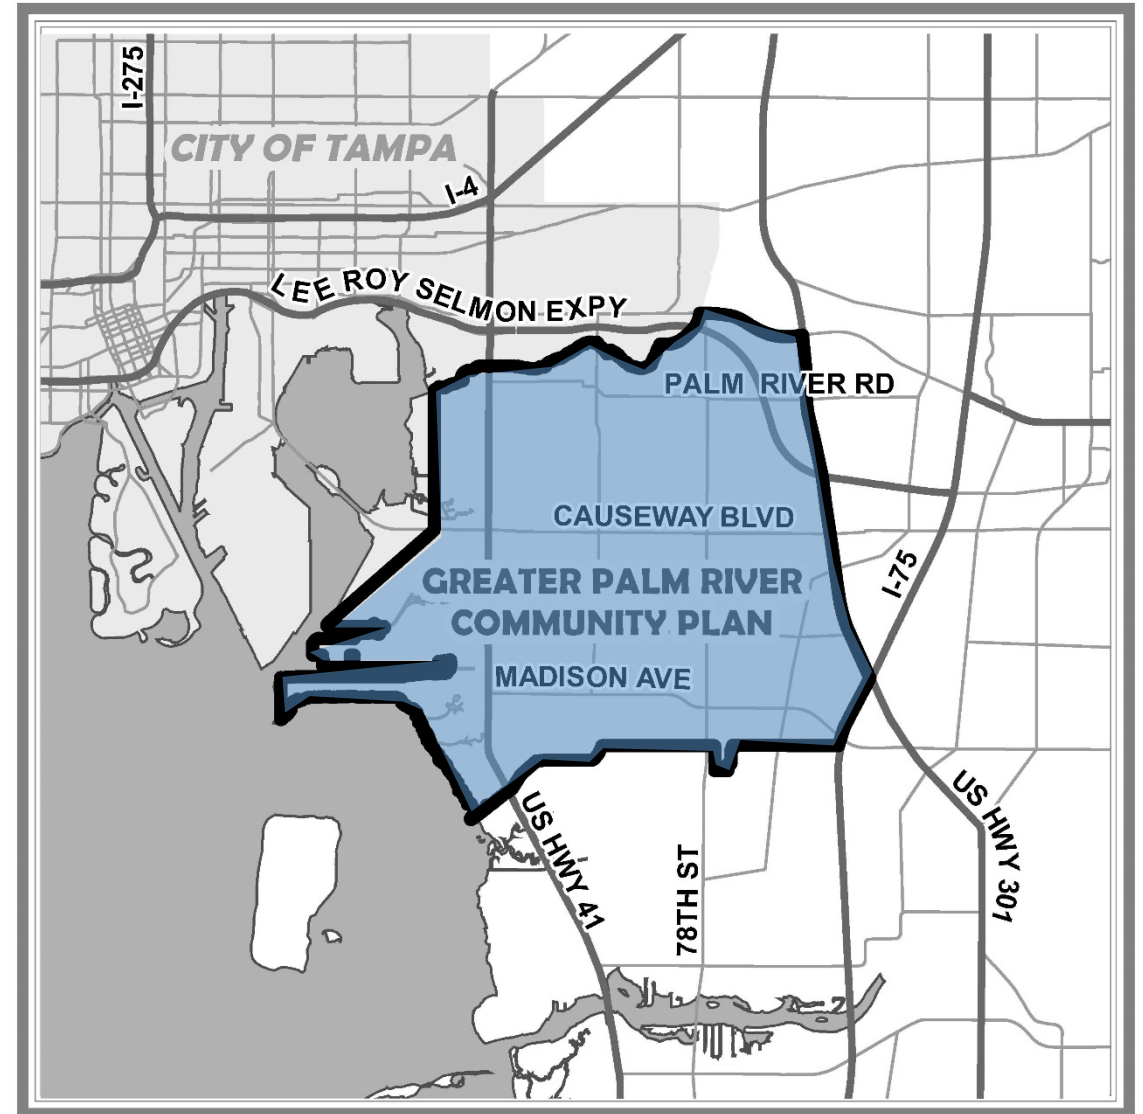 I-275
CITY OF TAMPA
I-4
LEE ROY SELMON EXPY
PALM RIVER RD
CAUSEWAY BLVD
I-75
GREATER PALM RIVER
COMMUNITY PLAN
MADISON AVE
US HWY 41
US HWY 301
78TH ST